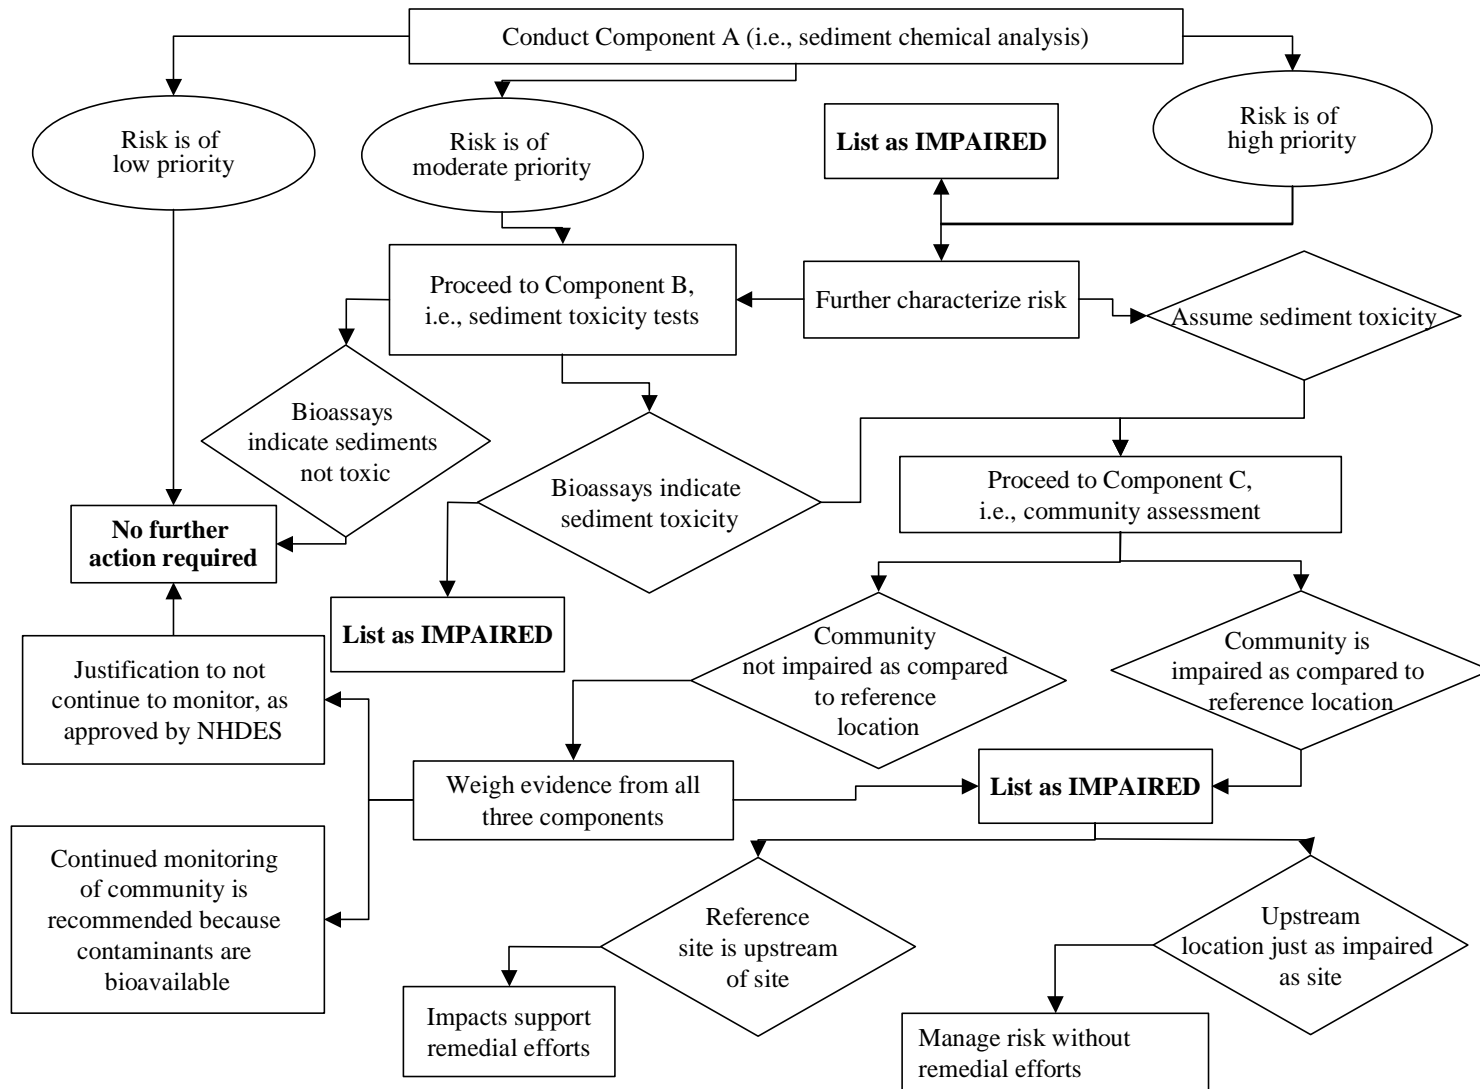 Conduct Component A (i.e., sediment chemical analysis)
Risk is of
low priority
Risk is of
moderate priority
List as IMPAIRED
Risk is of
high priority
Proceed to Component B,
i.e., sediment toxicity tests
Further characterize risk
Assume sediment toxicity
Bioassays
indicate sediments
not toxic
Bioassays indicate
sediment toxicity
Proceed to Component C,
i.e., community assessment
No further
action required
List as IMPAIRED
Community
not impaired as compared
to reference
location
Community is
impaired as compared to
reference location
Justification to not
continue to monitor, as
approved by NHDES
Weigh evidence from all
three components
List as IMPAIRED
Continued monitoring
of community is
recommended because
contaminants are
bioavailable
Reference
site is upstream
of site
Upstream
location just as impaired
as site
Impacts support
remedial efforts
Manage risk without
remedial efforts